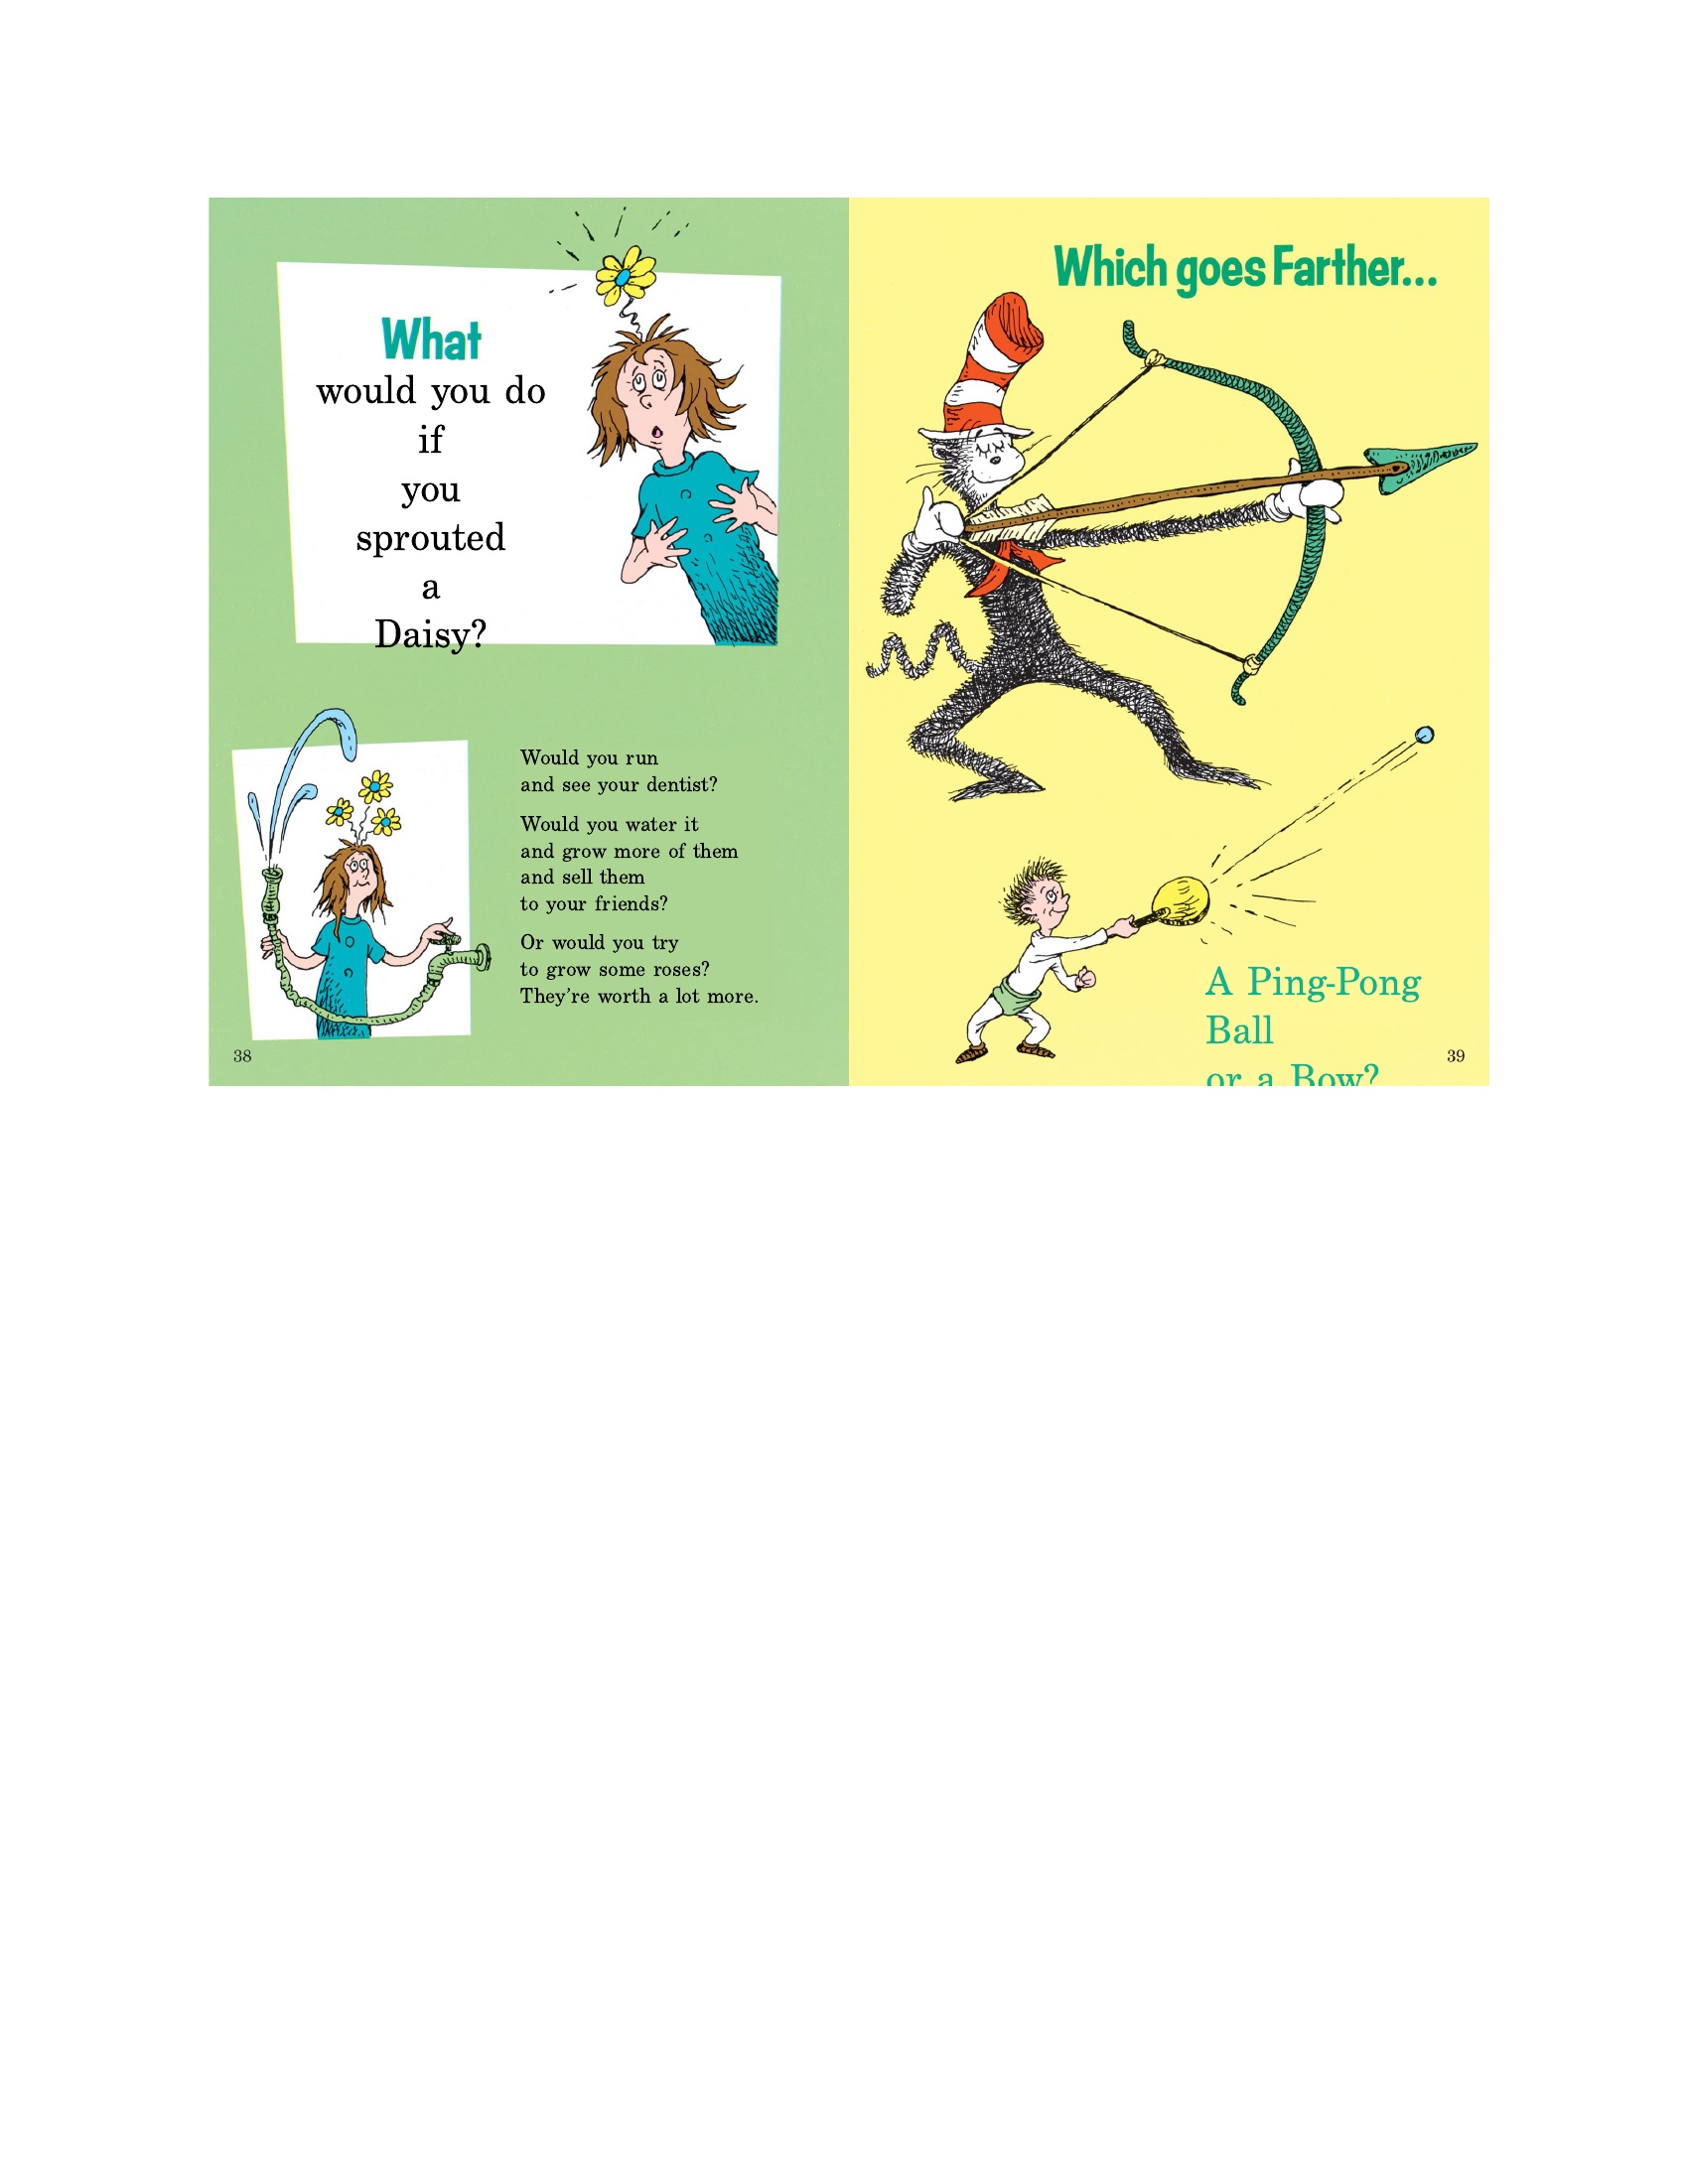 What
would you do
if
you
sprouted
a
Daisy?
Would you run
and see your dentist?
Would you water it
and grow more of them
and sell them
to your friends?
Or would you try
to grow some roses?
They're worth a lot more.
38
Which goes Farther...
A Ping-Pong
Ball
or a Bow?
39